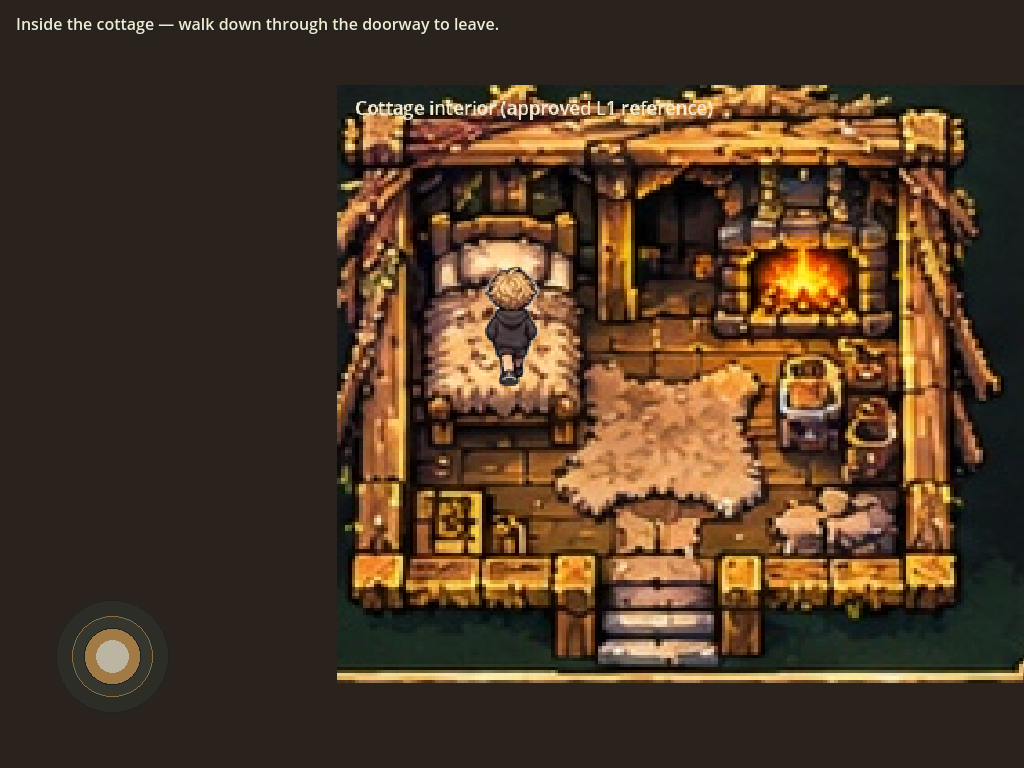 Inside the cottage — walk down through the doorway to leave.
Cottage interior (approved L1 reference)